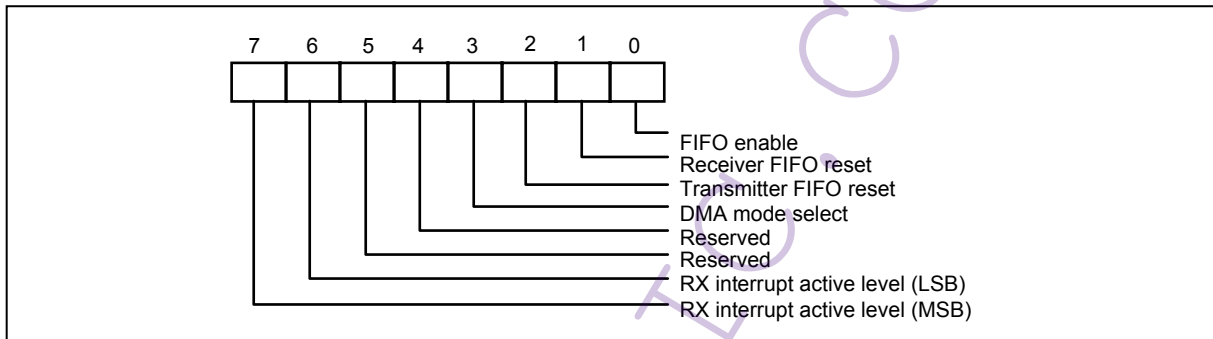 7 6 5 4 3 2 1 0
FIFO enable
Receiver FIFO reset
Transmitter FIFO reset
DMA mode select
Reserved
Reserved
RX interrupt active level (LSB)
RX interrupt active level (MSB)